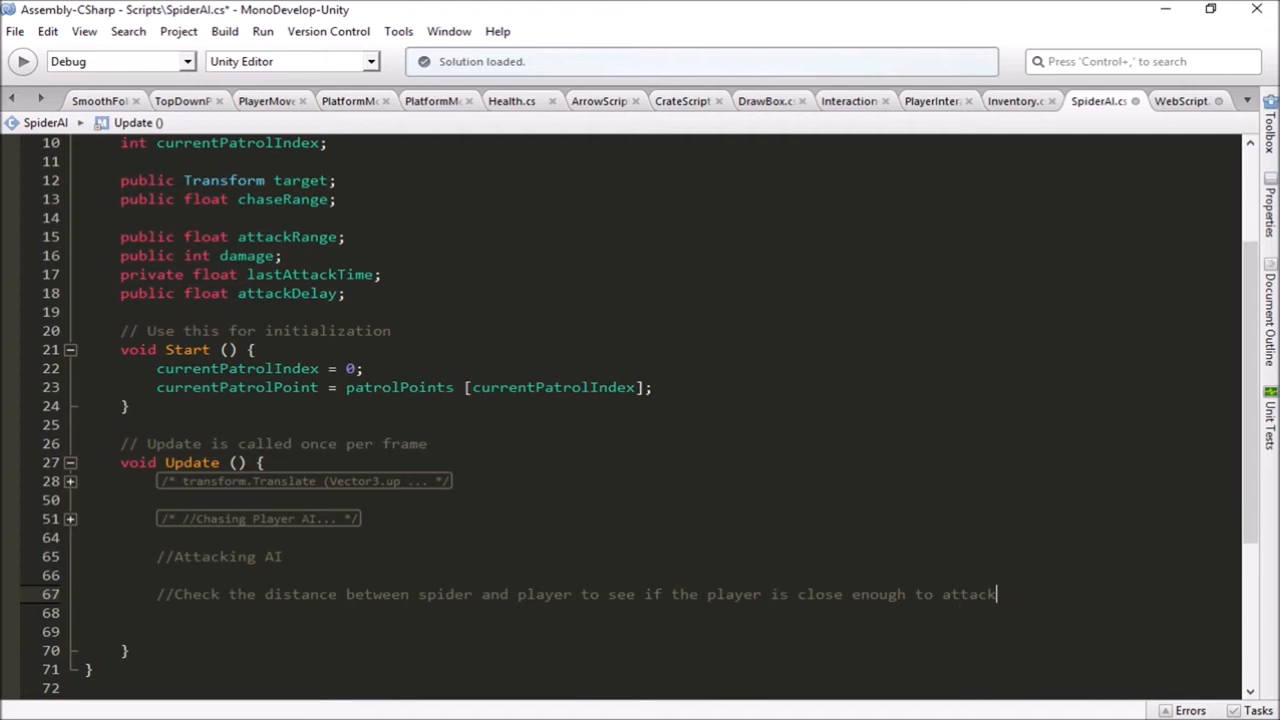 Assembly-CSharp - Scripts\SpiderAI.cs* - MonoDevelop-Unity
File Edit View Search Project Build Run Version Control Tools Window Help
Debug Unity Editor Solution loaded. Press 'Control+,' to search
SmoothFol TopDownP PlayerMove PlatformMo PlatformMo Health.cs ArrowScrip CrateScript DrawBox.cs Interaction PlayerInter Inventory.c SpiderAI.cs WebScript.
SpiderAI Update ()
10 int currentPatrolIndex;
11
12 public Transform target;
13 public float chaseRange;
14
15 public float attackRange;
16 public int damage;
17 private float lastAttackTime;
18 public float attackDelay;
19
20 // Use this for initialization
21 void Start () {
22 currentPatrolIndex = 0;
23 currentPatrolPoint = patrolPoints [currentPatrolIndex];
24 }
25
26 // Update is called once per frame
27 void Update () {
28 /* transform.Translate (Vector3.up ... */
50
51 /* //Chasing Player AI... */
64
65 //Attacking AI
66
67 //Check the distance between spider and player to see if the player is close enough to attack
68
69
70 }
71 }
72
Toolbox
Properties
Document Outline
Unit Tests
Errors Tasks